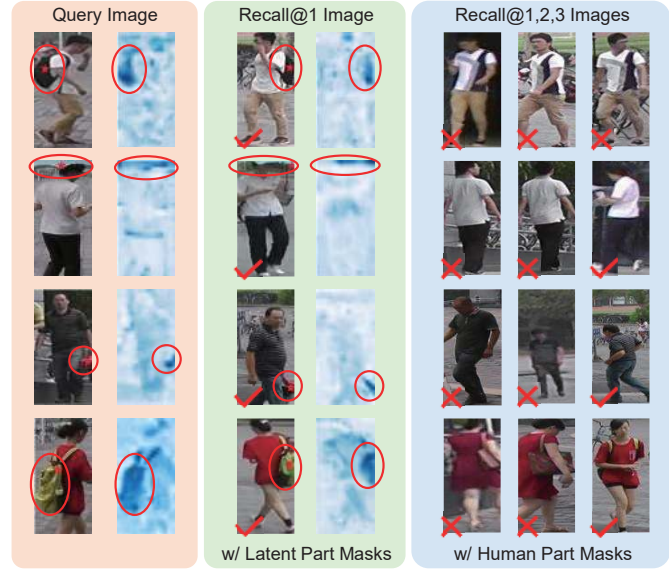 Query Image
Recall@1 Image
Recall@1,2,3 Images
w/ Latent Part Masks
w/ Human Part Masks